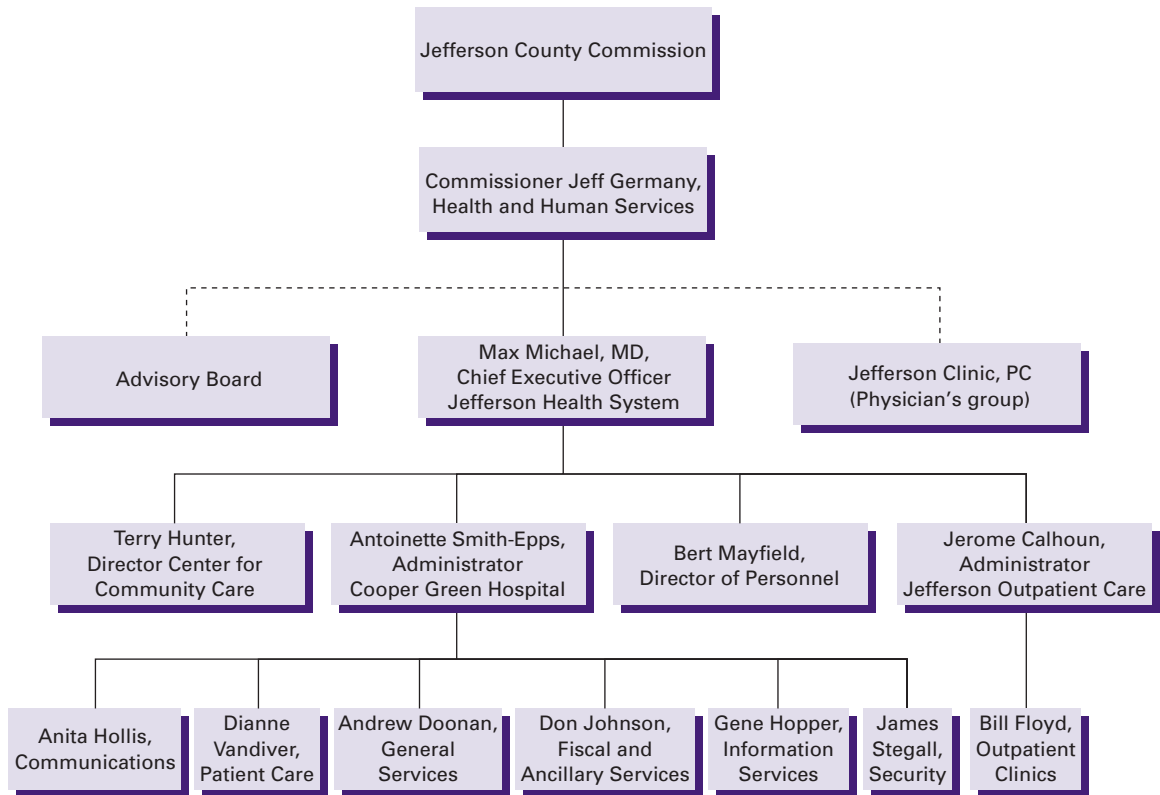 Jefferson County Commission
Commissioner Jeff Germany,
Health and Human Services
Advisory Board
Max Michael, MD,
Chief Executive Officer
Jefferson Health System
Jefferson Clinic, PC
(Physician's group)
Terry Hunter,
Director Center for
Community Care
Antoinette Smith-Epps,
Administrator
Cooper Green Hospital
Bert Mayfield,
Director of Personnel
Jerome Calhoun,
Administrator
Jefferson Outpatient Care
Anita Hollis,
Communications
Dianne
Vandiver,
Patient Care
Andrew Doonan,
General
Services
Don Johnson,
Fiscal and
Ancillary Services
Gene Hopper,
Information
Services
James
Stegall,
Security
Bill Floyd,
Outpatient
Clinics